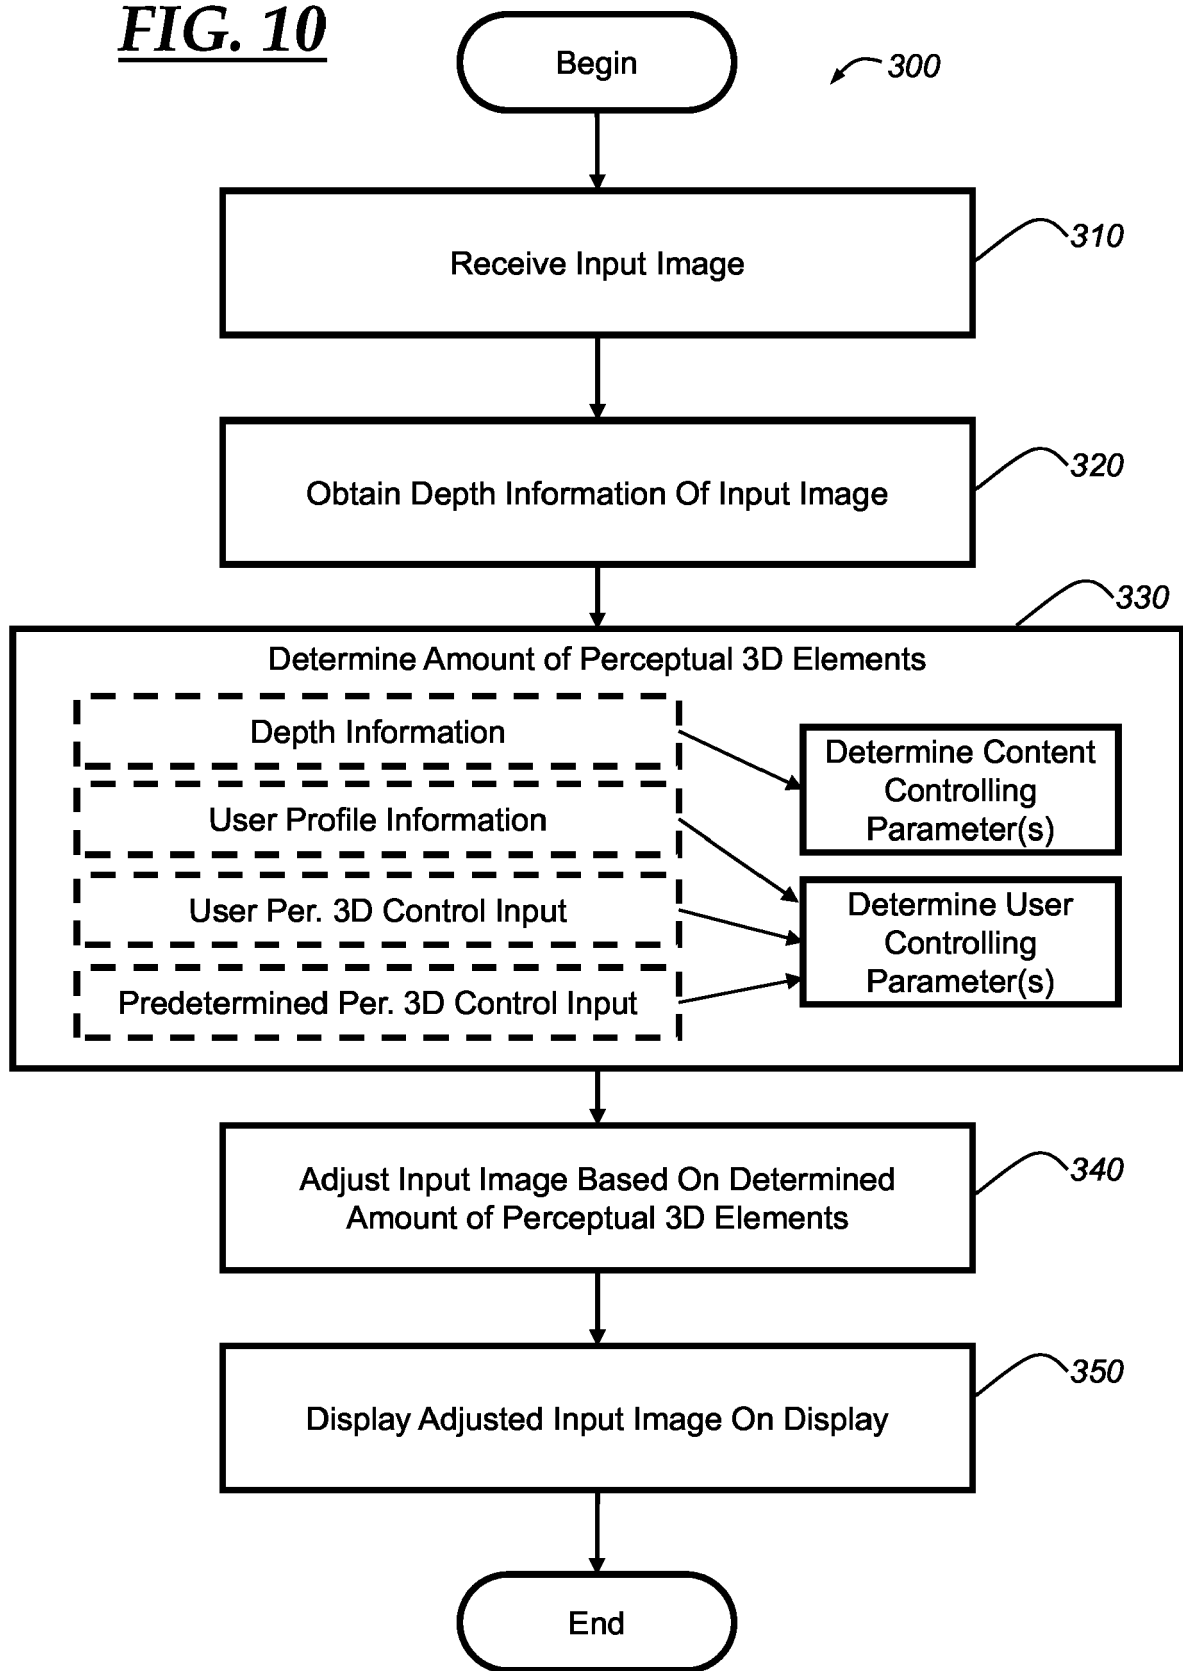 FIG. 10
Begin
300
Receive Input Image
310
Obtain Depth Information Of Input Image
320
330
Determine Amount of Perceptual 3D Elements
Depth Information
User Profile Information
User Per. 3D Control Input
Predetermined Per. 3D Control Input
Determine Content
Controlling
Parameter(s)
Determine User
Controlling
Parameter(s)
Adjust Input Image Based On Determined
Amount of Perceptual 3D Elements
340
Display Adjusted Input Image On Display
350
End